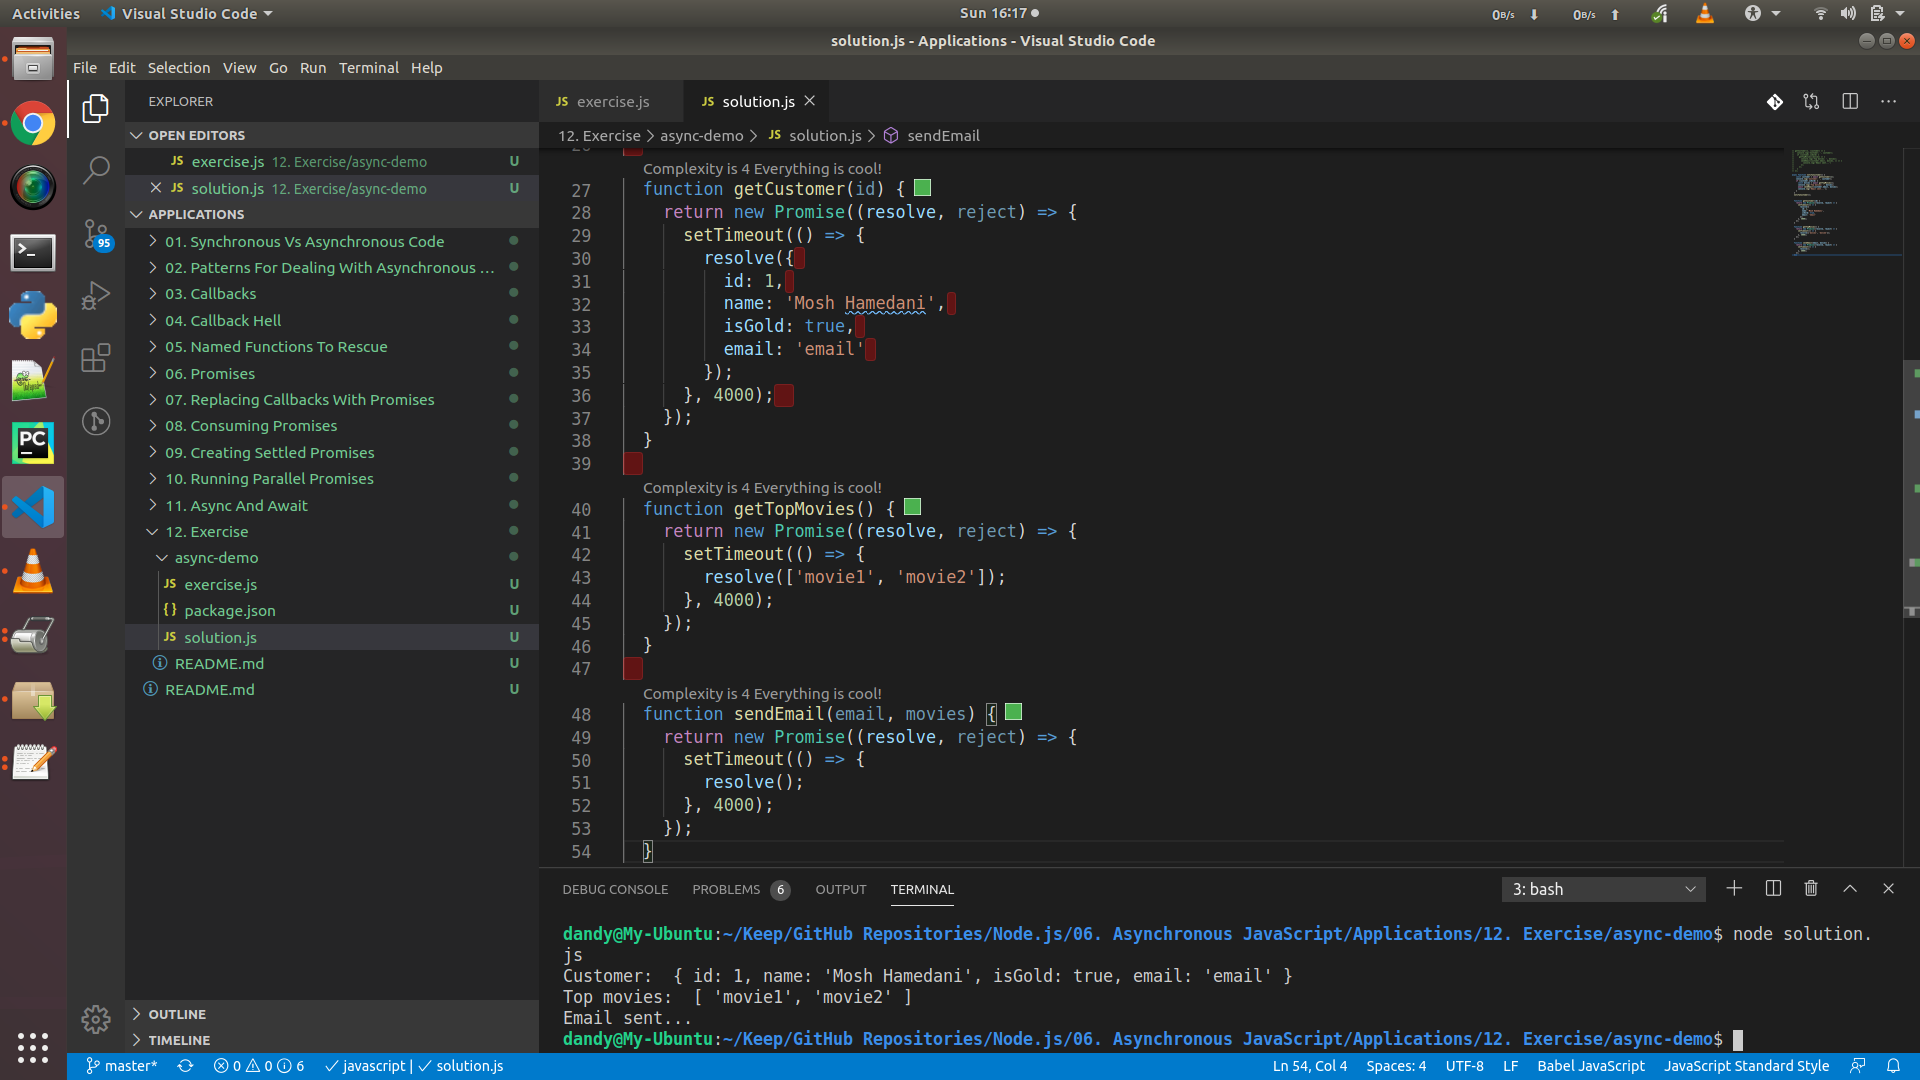 Activities Visual Studio Code Sun 16:17 0B/s 0B/s
solution.js - Applications - Visual Studio Code
File Edit Selection View Go Run Terminal Help
EXPLORER
OPEN EDITORS
JS exercise.js 12. Exercise/async-demo U
JS solution.js 12. Exercise/async-demo U
APPLICATIONS
01. Synchronous Vs Asynchronous Code
02. Patterns For Dealing With Asynchronous ...
03. Callbacks
04. Callback Hell
05. Named Functions To Rescue
06. Promises
07. Replacing Callbacks With Promises
08. Consuming Promises
09. Creating Settled Promises
10. Running Parallel Promises
11. Async And Await
12. Exercise
async-demo
JS exercise.js U
{} package.json U
JS solution.js U
README.md U
README.md U
OUTLINE
TIMELINE
95
PC
JS exercise.js JS solution.js
12. Exercise > async-demo > JS solution.js > sendEmail
Complexity is 4 Everything is cool!
27 function getCustomer(id) {
28 return new Promise((resolve, reject) => {
29 setTimeout(() => {
30 resolve({
31 id: 1,
32 name: 'Mosh Hamedani',
33 isGold: true,
34 email: 'email'
35 });
36 }, 4000);
37 });
38 }
39
Complexity is 4 Everything is cool!
40 function getTopMovies() {
41 return new Promise((resolve, reject) => {
42 setTimeout(() => {
43 resolve(['movie1', 'movie2']);
44 }, 4000);
45 });
46 }
47
Complexity is 4 Everything is cool!
48 function sendEmail(email, movies) {
49 return new Promise((resolve, reject) => {
50 setTimeout(() => {
51 resolve();
52 }, 4000);
53 });
54 }
DEBUG CONSOLE PROBLEMS 6 OUTPUT TERMINAL 3: bash
dandy@My-Ubuntu:~/Keep/GitHub Repositories/Node.js/06. Asynchronous JavaScript/Applications/12. Exercise/async-demo$ node solution.
js
Customer:  { id: 1, name: 'Mosh Hamedani', isGold: true, email: 'email' }
Top movies:  [ 'movie1', 'movie2' ]
Email sent...
dandy@My-Ubuntu:~/Keep/GitHub Repositories/Node.js/06. Asynchronous JavaScript/Applications/12. Exercise/async-demo$
master* 0 0 6 javascript | solution.js Ln 54, Col 4 Spaces: 4 UTF-8 LF Babel JavaScript JavaScript Standard Style